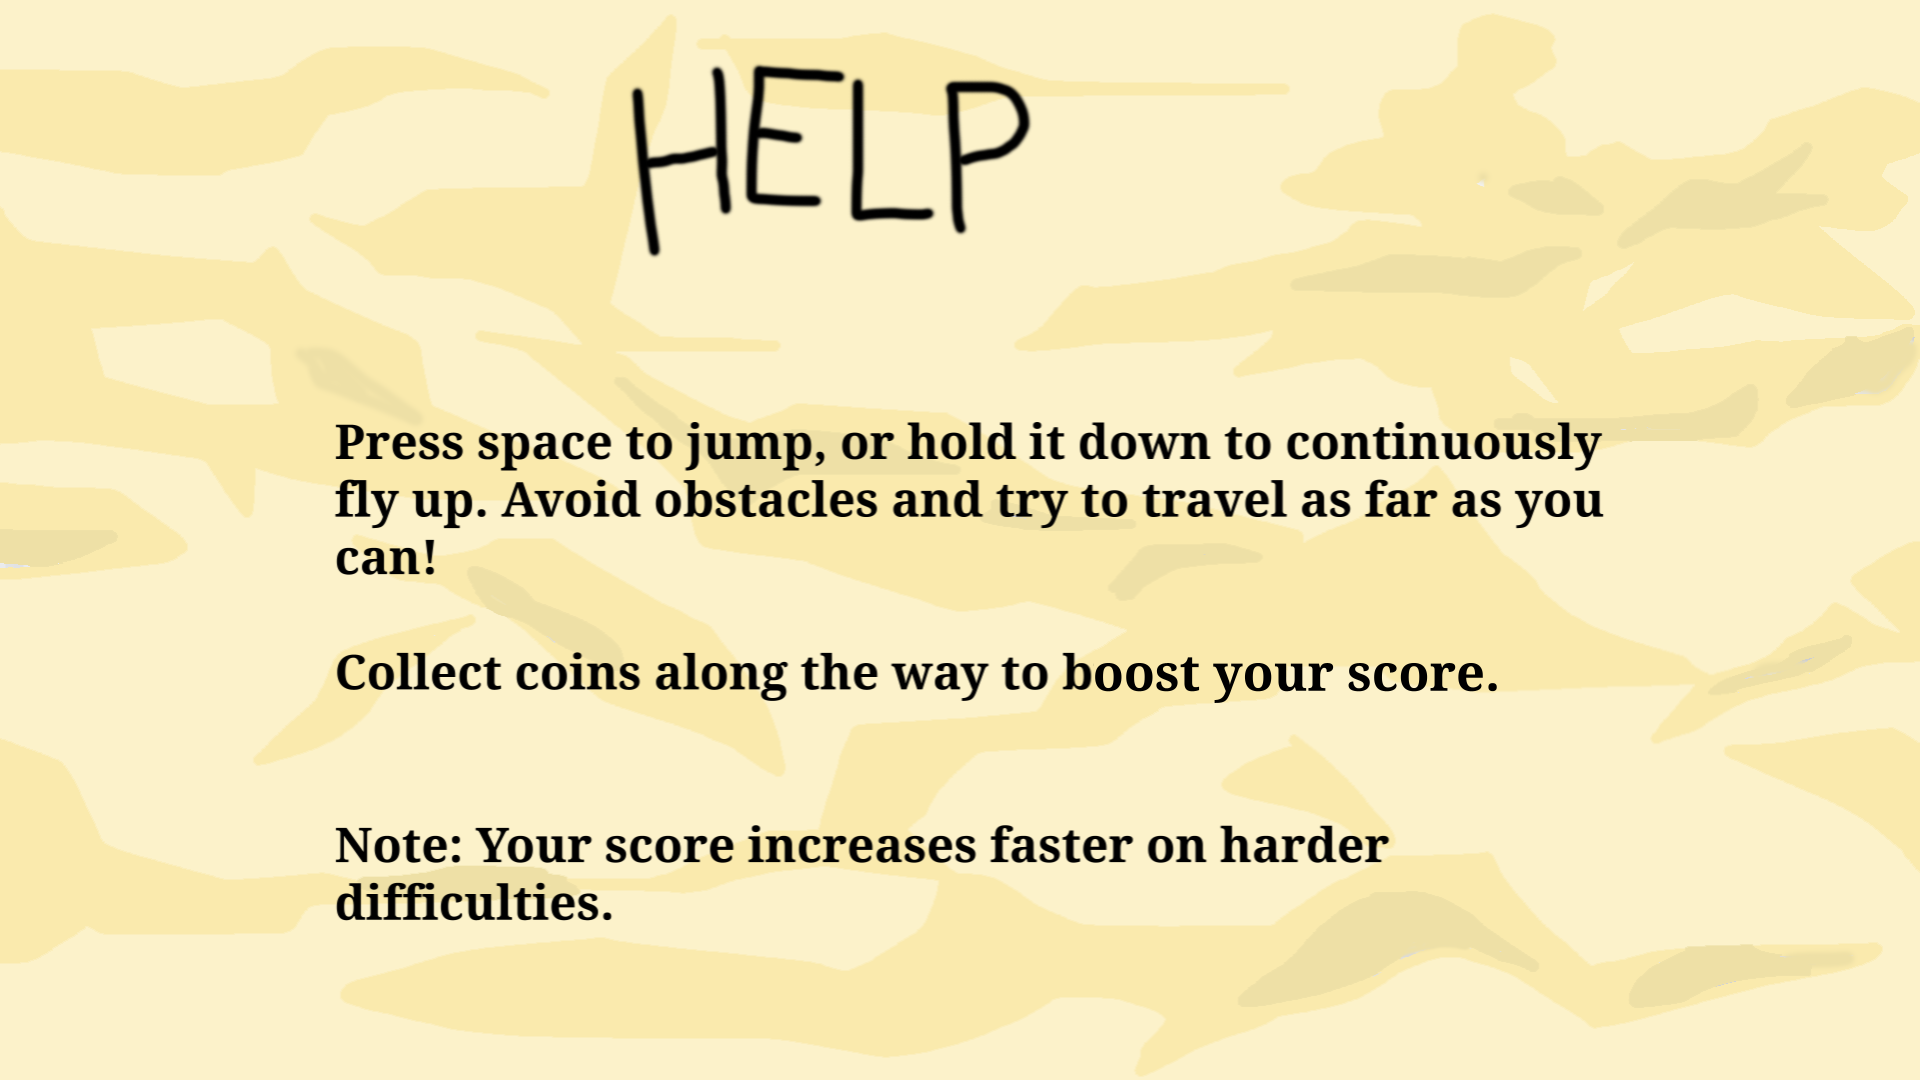 HELP
Press space to jump, or hold it down to continuously
fly up. Avoid obstacles and try to travel as far as you
can!
Collect coins along the way to boost your score.
Note: Your score increases faster on harder
difficulties.